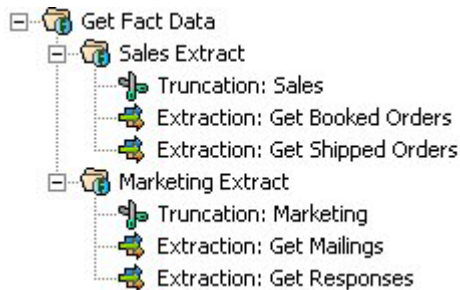 Get Fact Data
Sales Extract
Truncation: Sales
Extraction: Get Booked Orders
Extraction: Get Shipped Orders
Marketing Extract
Truncation: Marketing
Extraction: Get Mailings
Extraction: Get Responses